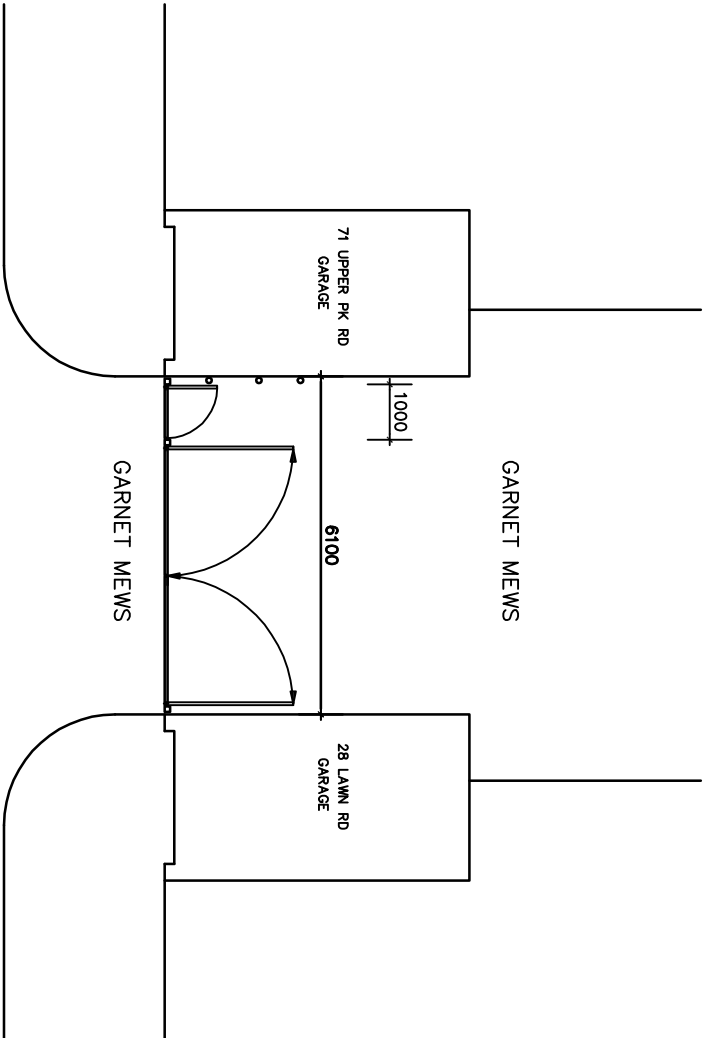 GARNET MEWS
71 UPPER PK RD
GARAGE
1000
6100
28 LAWN RD
GARAGE
GARNET MEWS